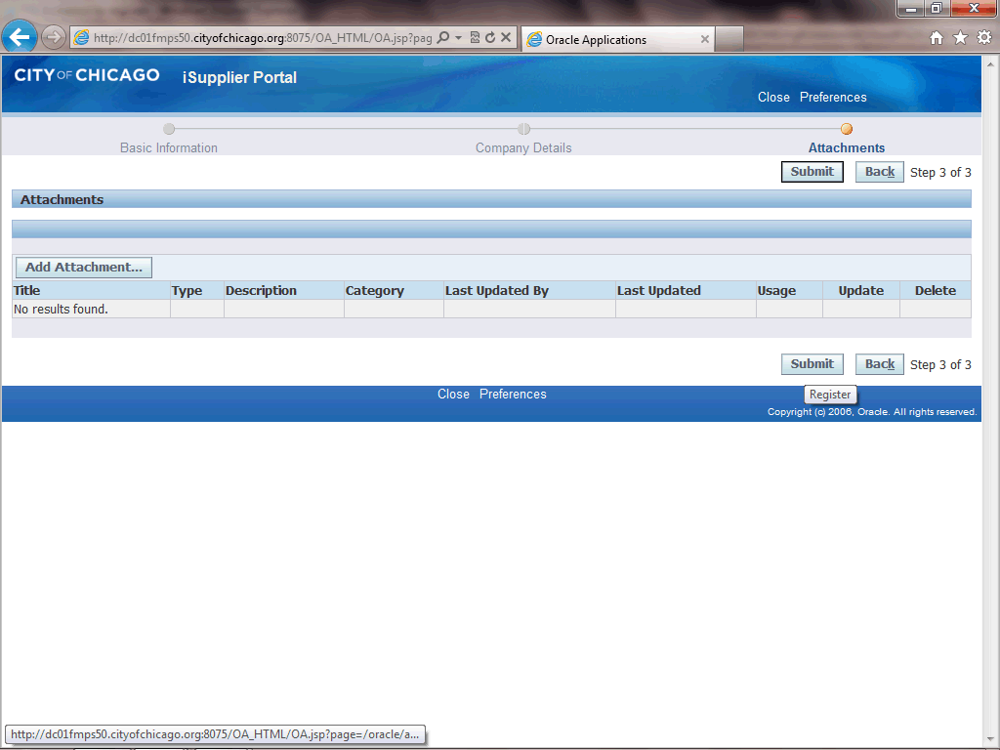 http://dc01fmps50.cityofchicago.org:8075/OA_HTML/OA.jsp?pag
Oracle Applications
CITY OF CHICAGO iSupplier Portal
Close Preferences
Basic Information Company Details Attachments
Submit Back Step 3 of 3
Attachments
Add Attachment...
Title Type Description Category Last Updated By Last Updated Usage Update Delete
No results found.
Submit Back Step 3 of 3
Close Preferences Register
Copyright (c) 2006, Oracle. All rights reserved.
http://dc01fmps50.cityofchicago.org:8075/OA_HTML/OA.jsp?page=/oracle/a...